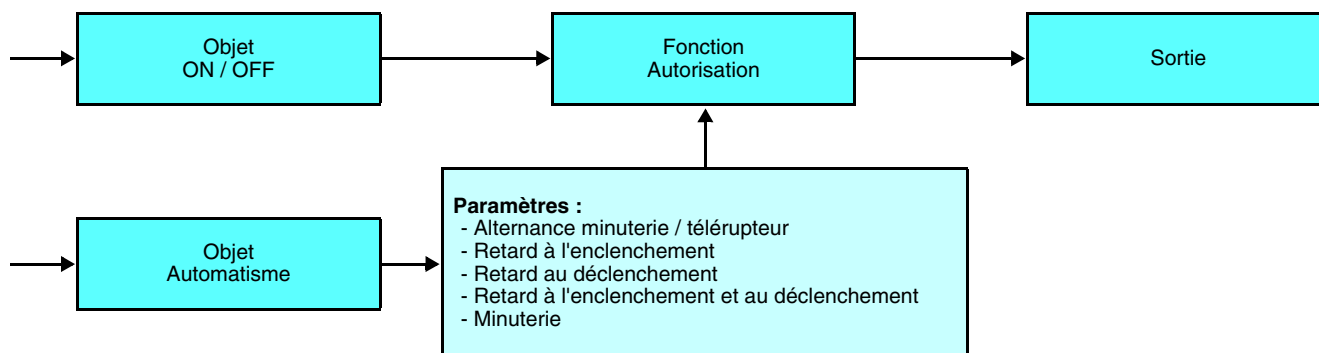 Objet
ON / OFF
Fonction
Autorisation
Sortie
Objet
Automatisme
Paramètres :
- Alternance minuterie / télérupteur
- Retard à l'enclenchement
- Retard au déclenchement
- Retard à l'enclenchement et au déclenchement
- Minuterie